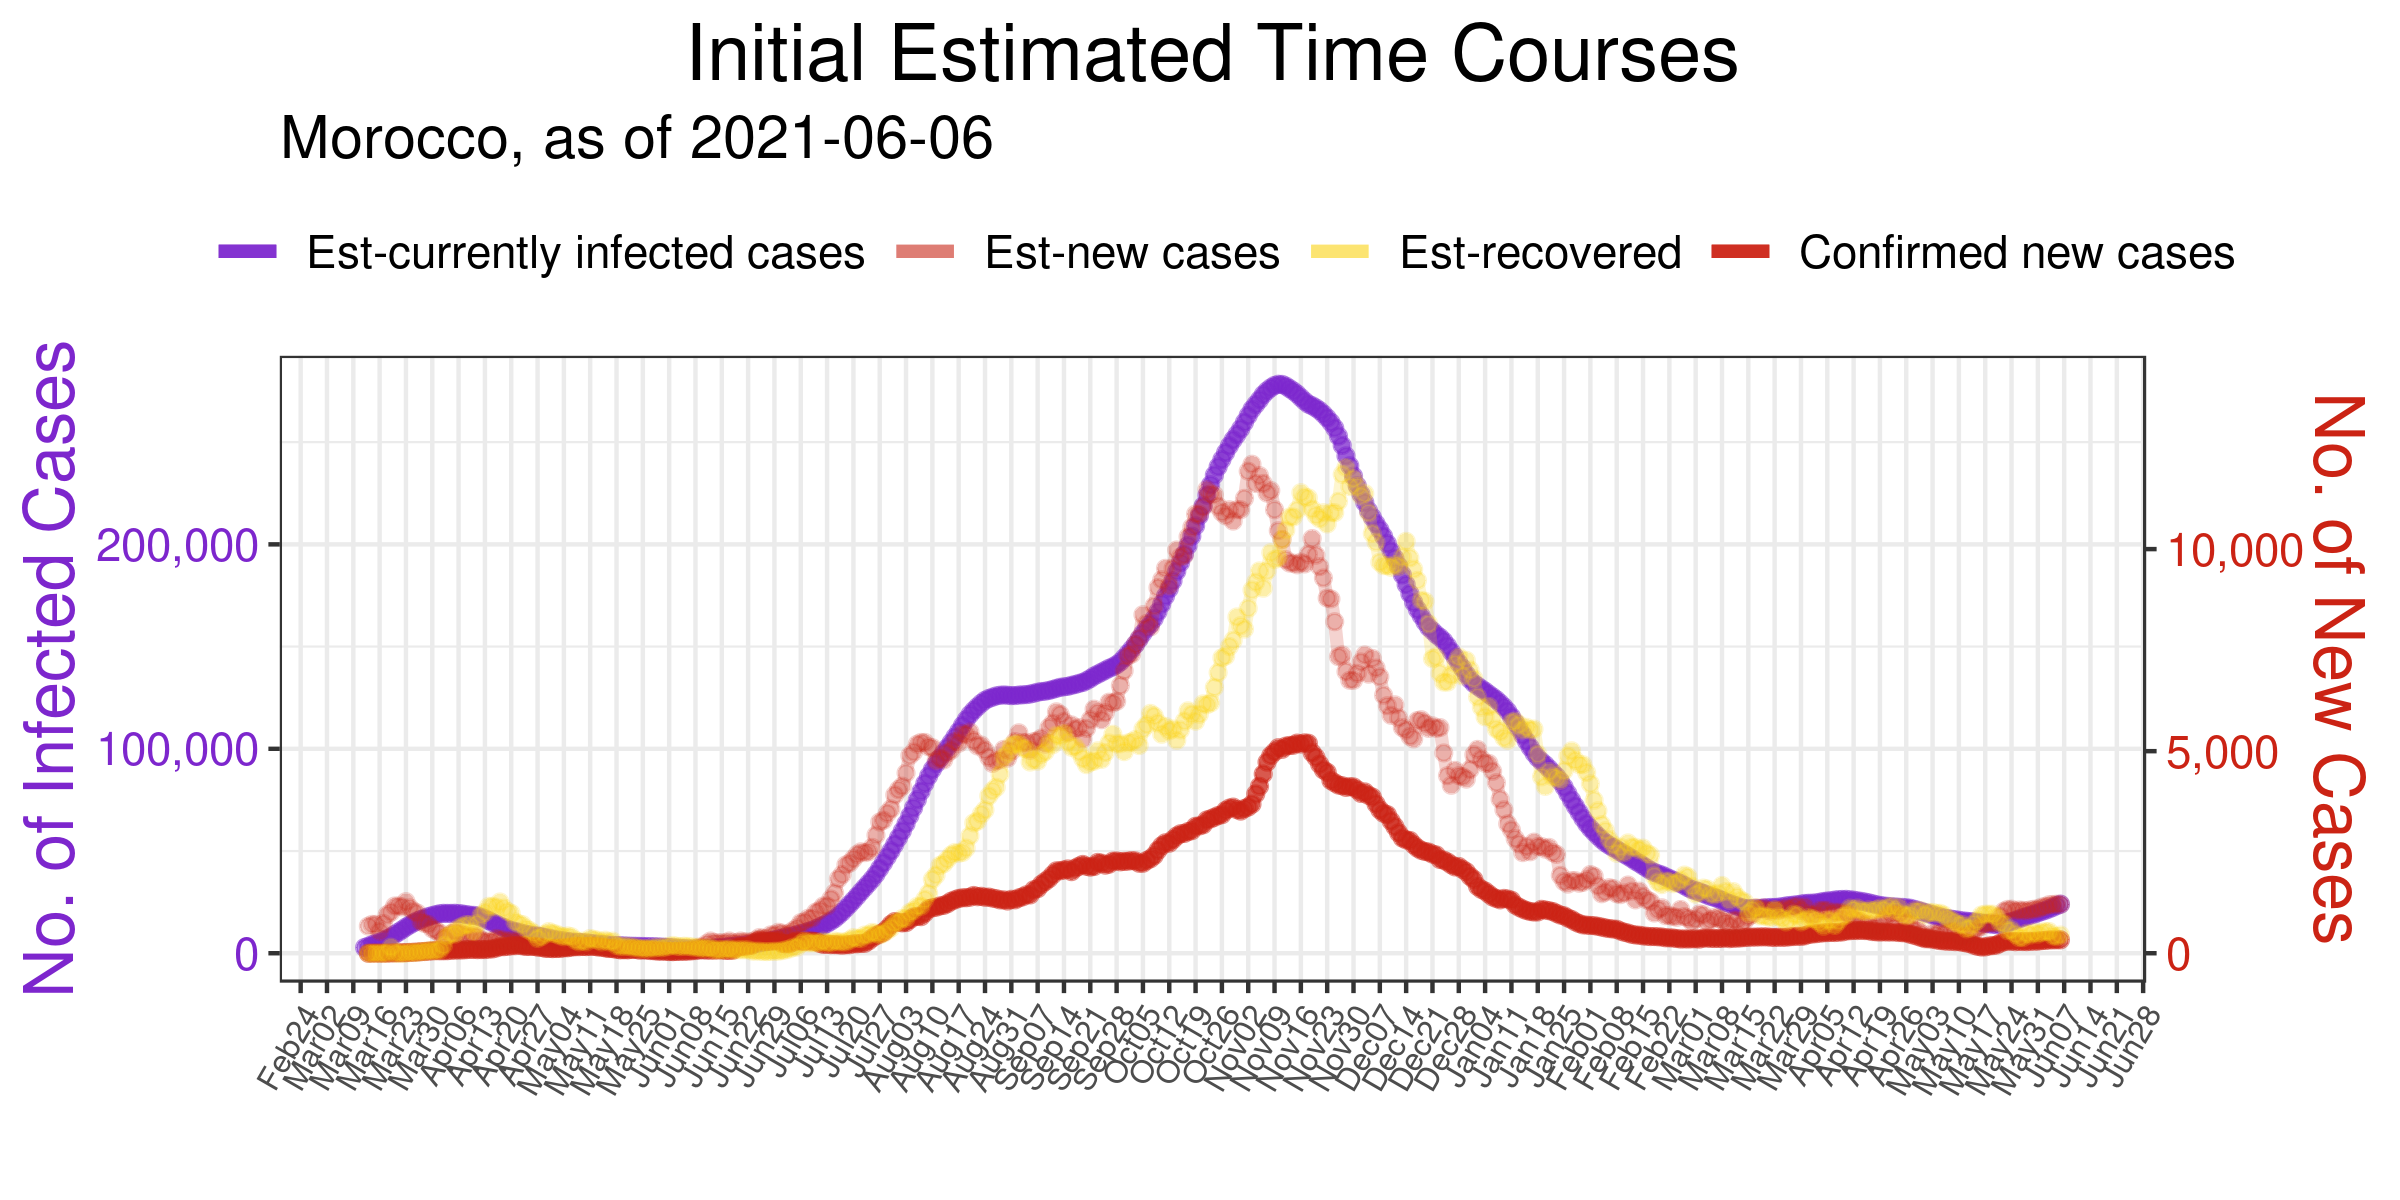 Initial Estimated Time Courses
Morocco, as of 2021-06-06
Est-currently infected cases Est-new cases Est-recovered Confirmed new cases
No. of Infected Cases
200,000
100,000
0
10,000
5,000
0
No. of New Cases
Feb24 Mar02 Mar09 Mar16 Mar23 Mar30 Apr06 Apr13 Apr20 Apr27 May04 May11 May18 May25 Jun01 Jun08 Jun15 Jun22 Jun29 Jul06 Jul13 Jul20 Jul27 Aug03 Aug10 Aug17 Aug24 Aug31 Sep07 Sep14 Sep21 Sep28 Oct05 Oct12 Oct19 Oct26 Nov02 Nov09 Nov16 Nov23 Nov30 Dec07 Dec14 Dec21 Dec28 Jan04 Jan11 Jan18 Jan25 Feb01 Feb08 Feb15 Feb22 Mar01 Mar08 Mar15 Mar22 Mar29 Apr05 Apr12 Apr19 Apr26 May03 May10 May17 May24 May31 Jun07 Jun14 Jun21 Jun28